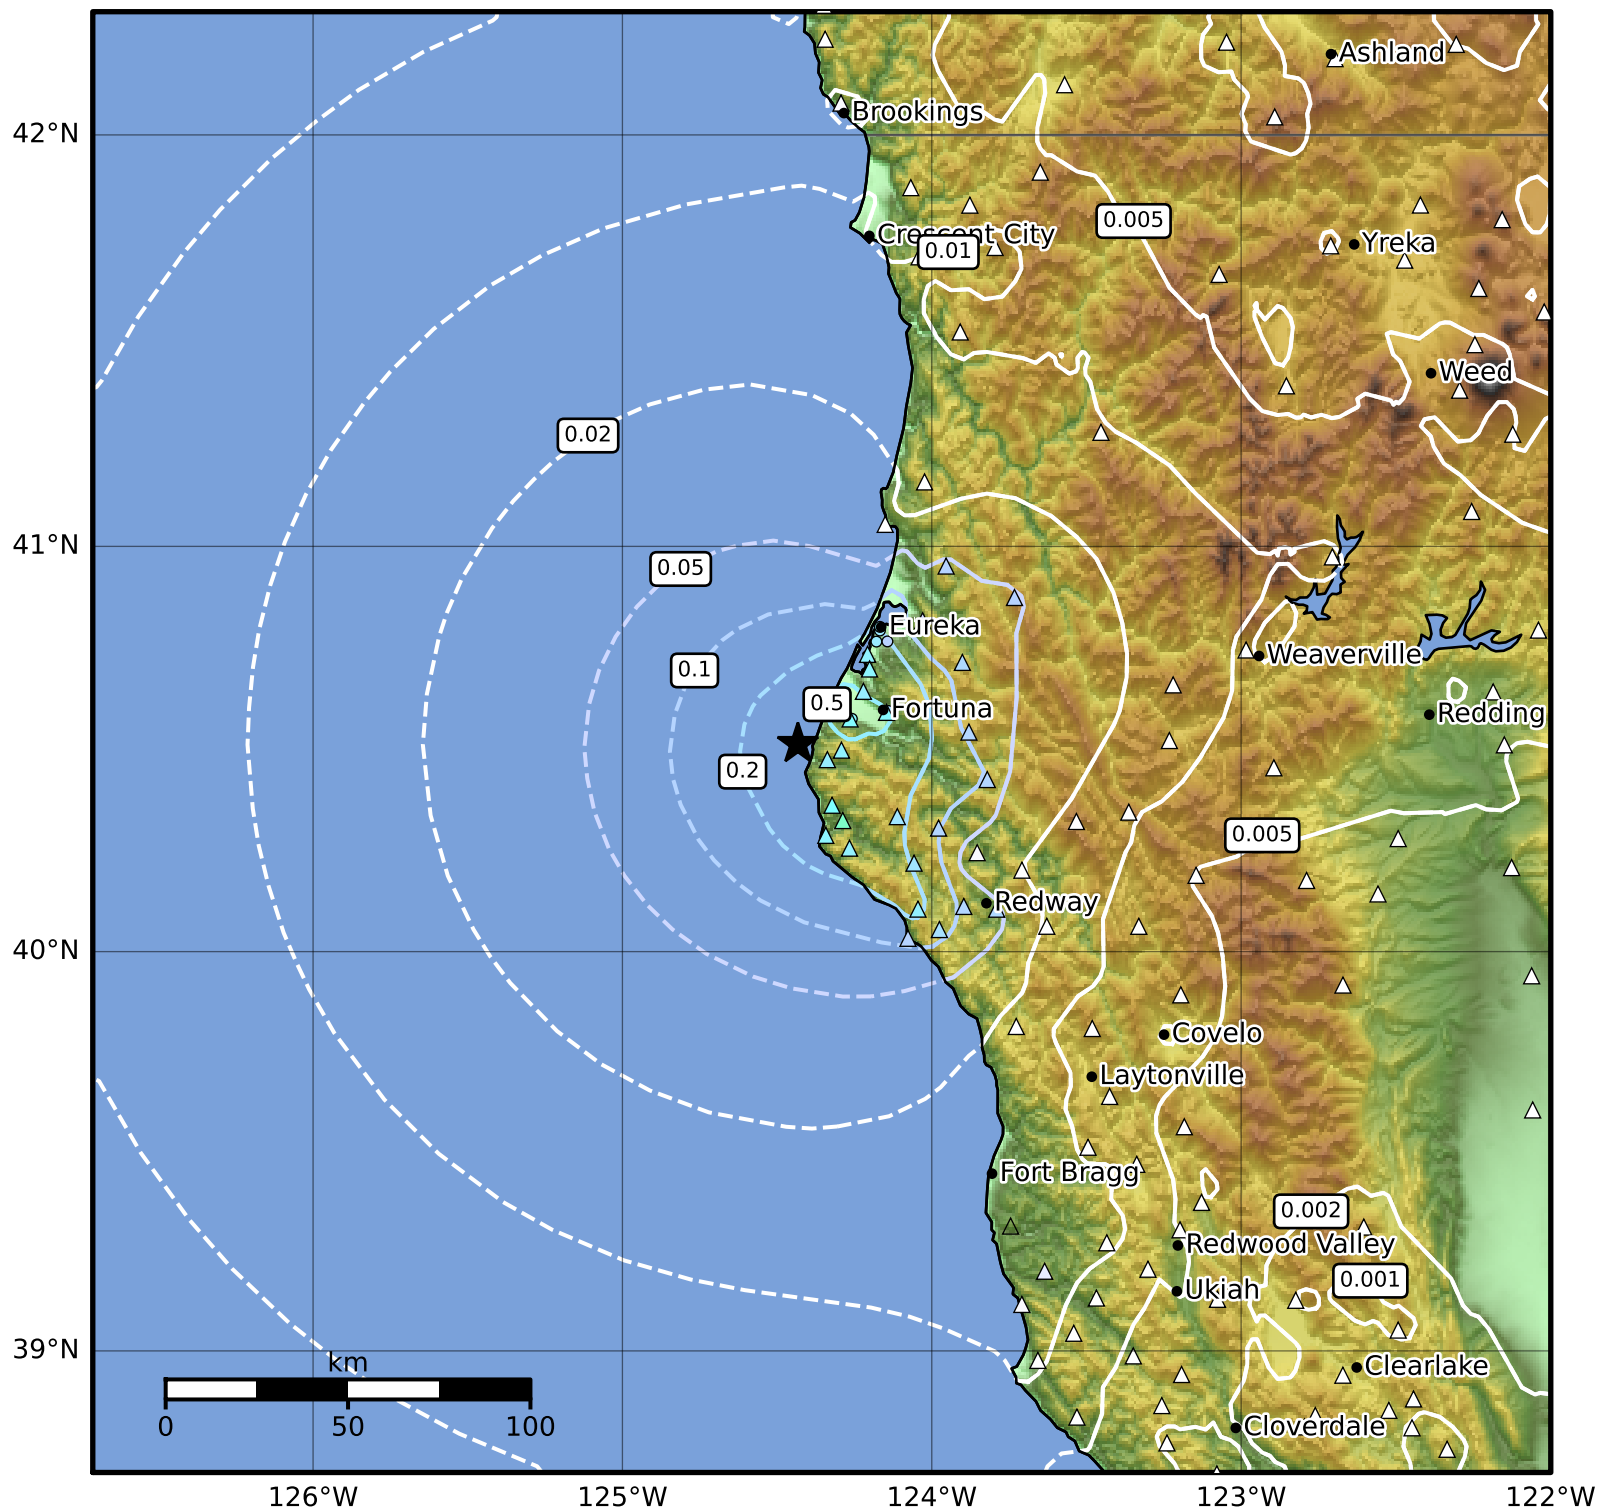 Ashland
Brookings
42°N
0.005
Crescent City
0.01
Yreka
Weed
0.02
41°N
0.05
Eureka
0.1
Weaverville
0.5
Fortuna
Redding
0.2
0.005
Redway
40°N
Covelo
Laytonville
Fort Bragg
0.002
Redwood Valley
0.001
Ukiah
39°N
km
Clearlake
0 50 100
Cloverdale
126°W 125°W 124°W 123°W 122°W